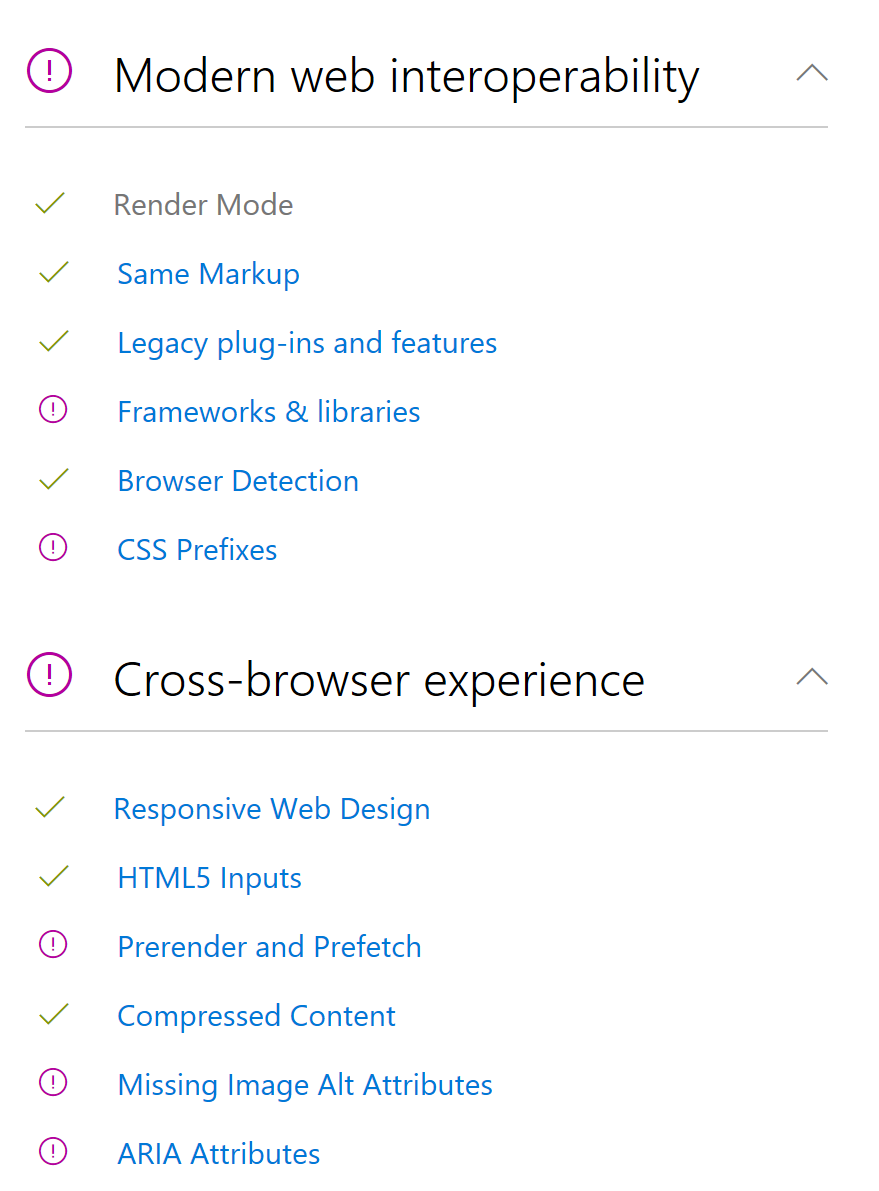 Modern web interoperability
Render Mode
Same Markup
Legacy plug-ins and features
Frameworks & libraries
Browser Detection
CSS Prefixes
Cross-browser experience
Responsive Web Design
HTML5 Inputs
Prerender and Prefetch
Compressed Content
Missing Image Alt Attributes
ARIA Attributes